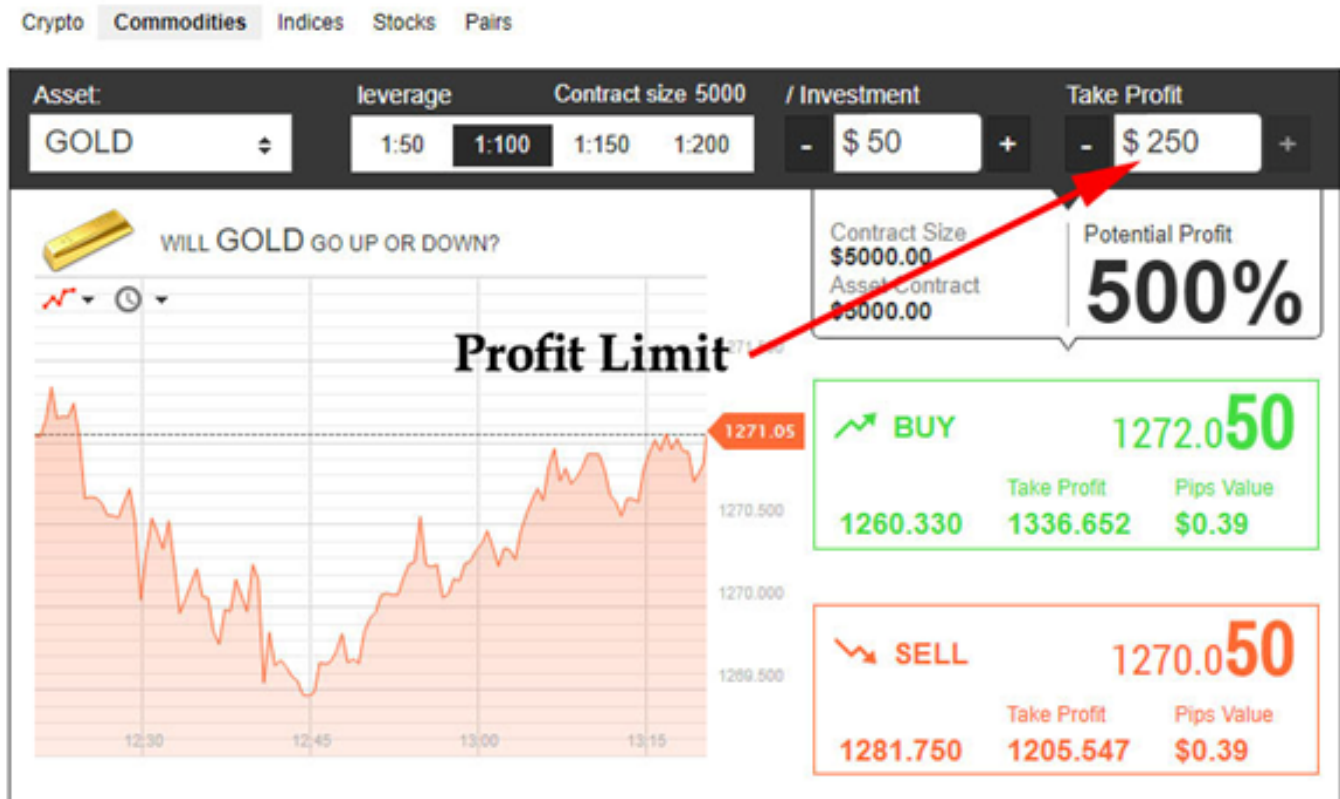 Crypto Commodities Indices Stocks Pairs
Asset: leverage Contract size 5000 / Investment Take Profit
GOLD 1:50 1:100 1:150 1:200 - $ 50 + - $ 250 +
WILL GOLD GO UP OR DOWN?
Contract Size
$5000.00
Asset Contract
$5000.00
Potential Profit
500%
Profit Limit
1271.05
1270.500
1270.000
1269.500
12:30 12:45 13:00 13:15
BUY 1272.050
Take Profit Pips Value
1260.330 1336.652 $0.39
SELL 1270.050
Take Profit Pips Value
1281.750 1205.547 $0.39